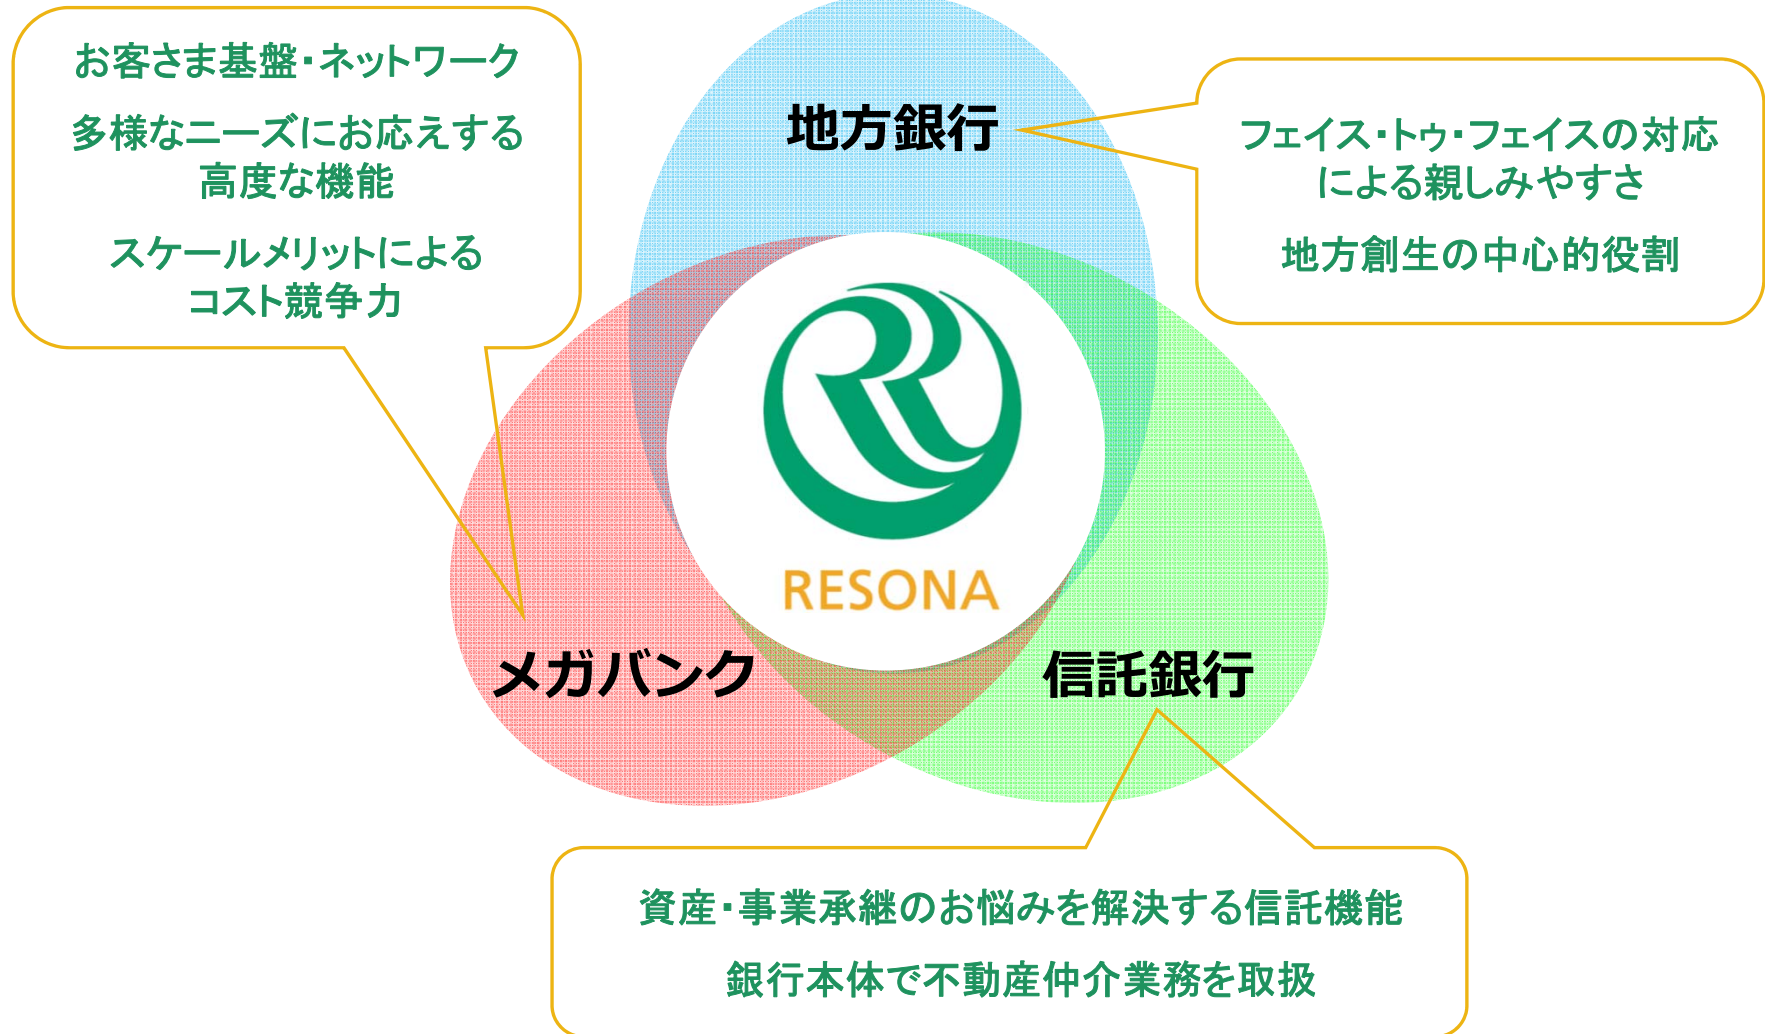 お客さま基盤・ネットワーク
多様なニーズにお応えする
高度な機能
スケールメリットによる
コスト競争力
地方銀行
フェイス・トゥ・フェイスの対応
による親しみやすさ
地方創生の中心的役割
RESONA
メガバンク
信託銀行
資産・事業承継のお悩みを解決する信託機能
銀行本体で不動産仲介業務を取扱